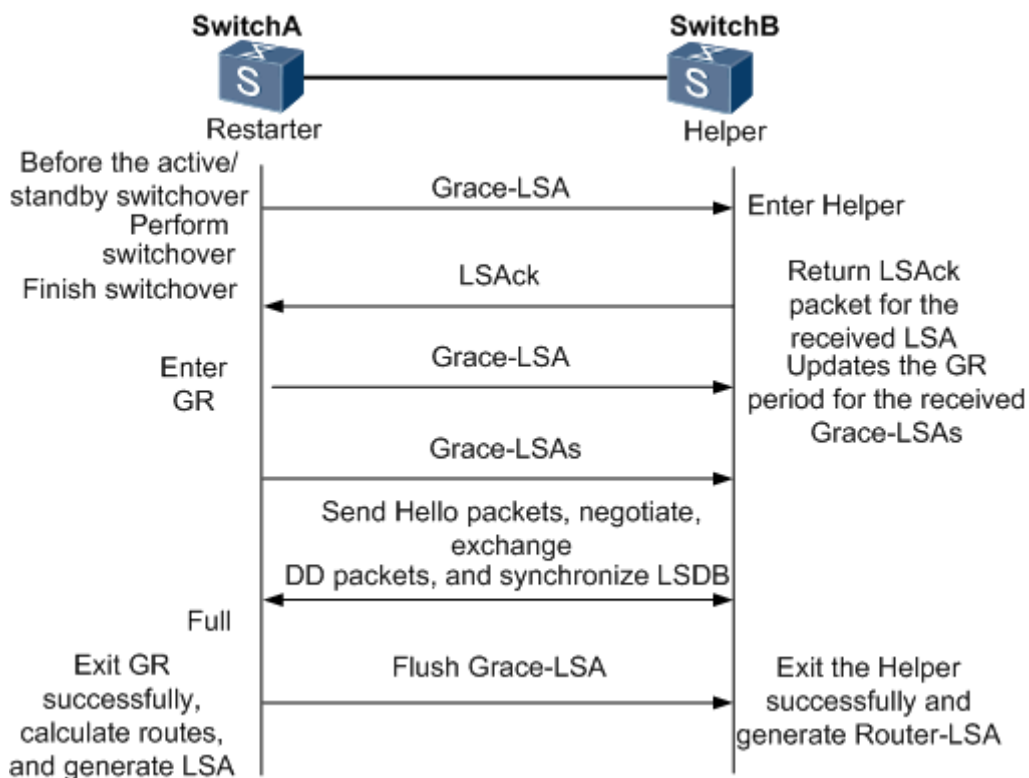 SwitchA
SwitchB
S
S
Restarter
Helper
Before the active/
standby switchover
Grace-LSA
Enter Helper
Perform
switchover
Finish switchover
LSAck
Return LSAck
packet for the
received LSA
Enter
GR
Grace-LSA
Updates the GR
period for the received
Grace-LSAs
Grace-LSAs
Send Hello packets, negotiate,
exchange
DD packets, and synchronize LSDB
Full
Exit GR
successfully,
calculate routes,
and generate LSA
Flush Grace-LSA
Exit the Helper
successfully and
generate Router-LSA